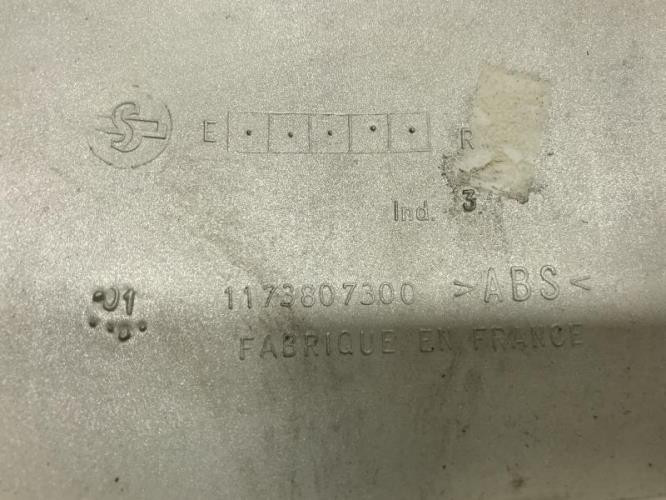 E R
Ind. 3
01
1173807300 >ABS<
FABRIQUE EN FRANCE